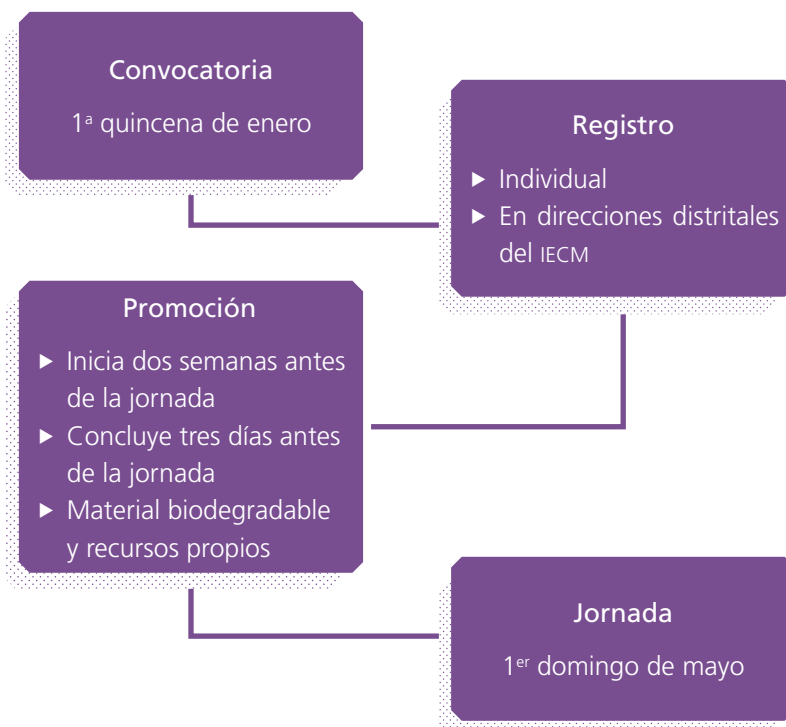 Convocatoria
1ª quincena de enero
Registro
▶ Individual
▶ En direcciones distritales
del IECM
Promoción
▶ Inicia dos semanas antes
de la jornada
▶ Concluye tres días antes
de la jornada
▶ Material biodegradable
y recursos propios
Jornada
1er domingo de mayo